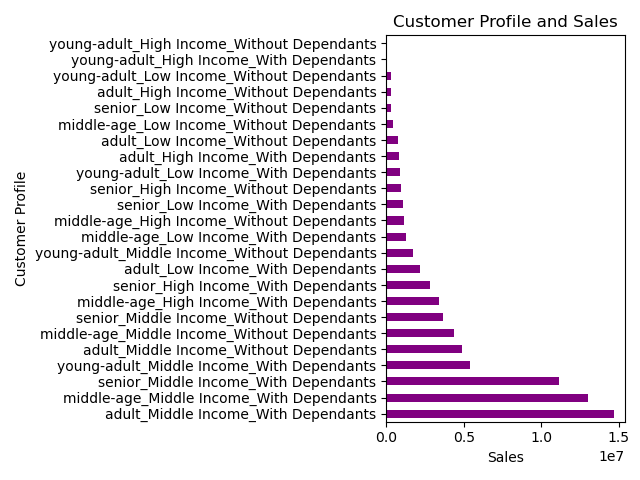 Customer Profile and Sales
Customer Profile
young-adult_High Income_Without Dependants
young-adult_High Income_With Dependants
young-adult_Low Income_Without Dependants
adult_High Income_Without Dependants
senior_Low Income_Without Dependants
middle-age_Low Income_Without Dependants
adult_Low Income_Without Dependants
adult_High Income_With Dependants
young-adult_Low Income_With Dependants
senior_High Income_Without Dependants
senior_Low Income_With Dependants
middle-age_High Income_Without Dependants
middle-age_Low Income_With Dependants
young-adult_Middle Income_Without Dependants
adult_Low Income_With Dependants
senior_High Income_With Dependants
middle-age_High Income_With Dependants
senior_Middle Income_Without Dependants
middle-age_Middle Income_Without Dependants
adult_Middle Income_Without Dependants
young-adult_Middle Income_With Dependants
senior_Middle Income_With Dependants
middle-age_Middle Income_With Dependants
adult_Middle Income_With Dependants
0.0 0.5 1.0 1.5
Sales 1e7